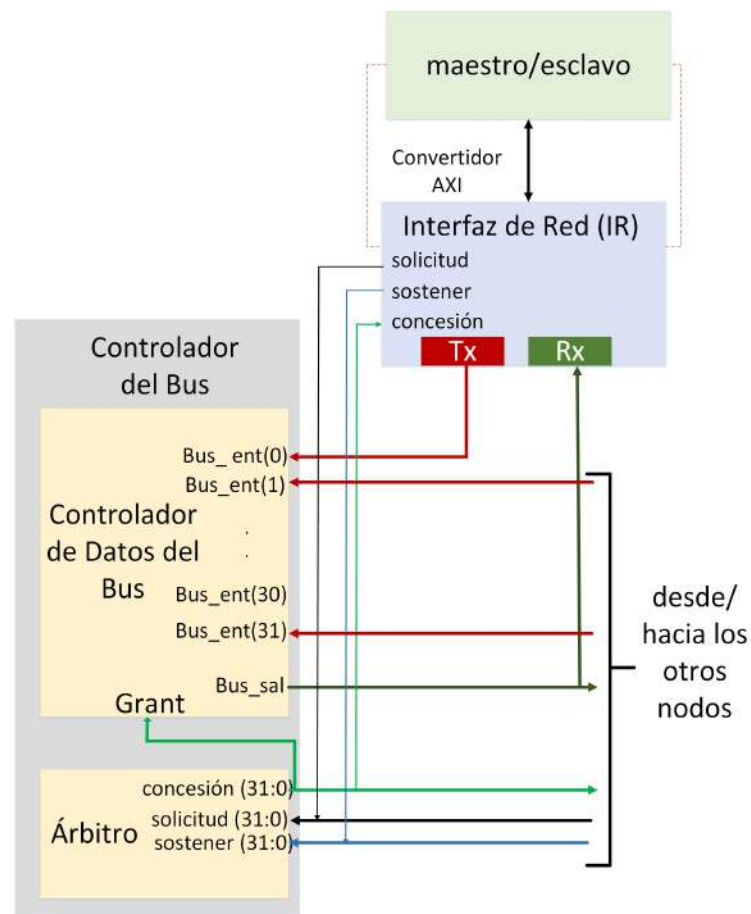 maestro/esclavo
Convertidor
AXI
Interfaz de Red (IR)
solicitud
sostener
concesión
Tx
Rx
Controlador
del Bus
Bus_ ent(0)
Bus_ent(1)
Controlador
de Datos del
Bus
Bus_ent(30)
Bus_ent(31)
Bus_sal
Grant
desde/
hacia los
otros
nodos
concesión (31:0)
solicitud (31:0)
Árbitro
sostener (31:0)